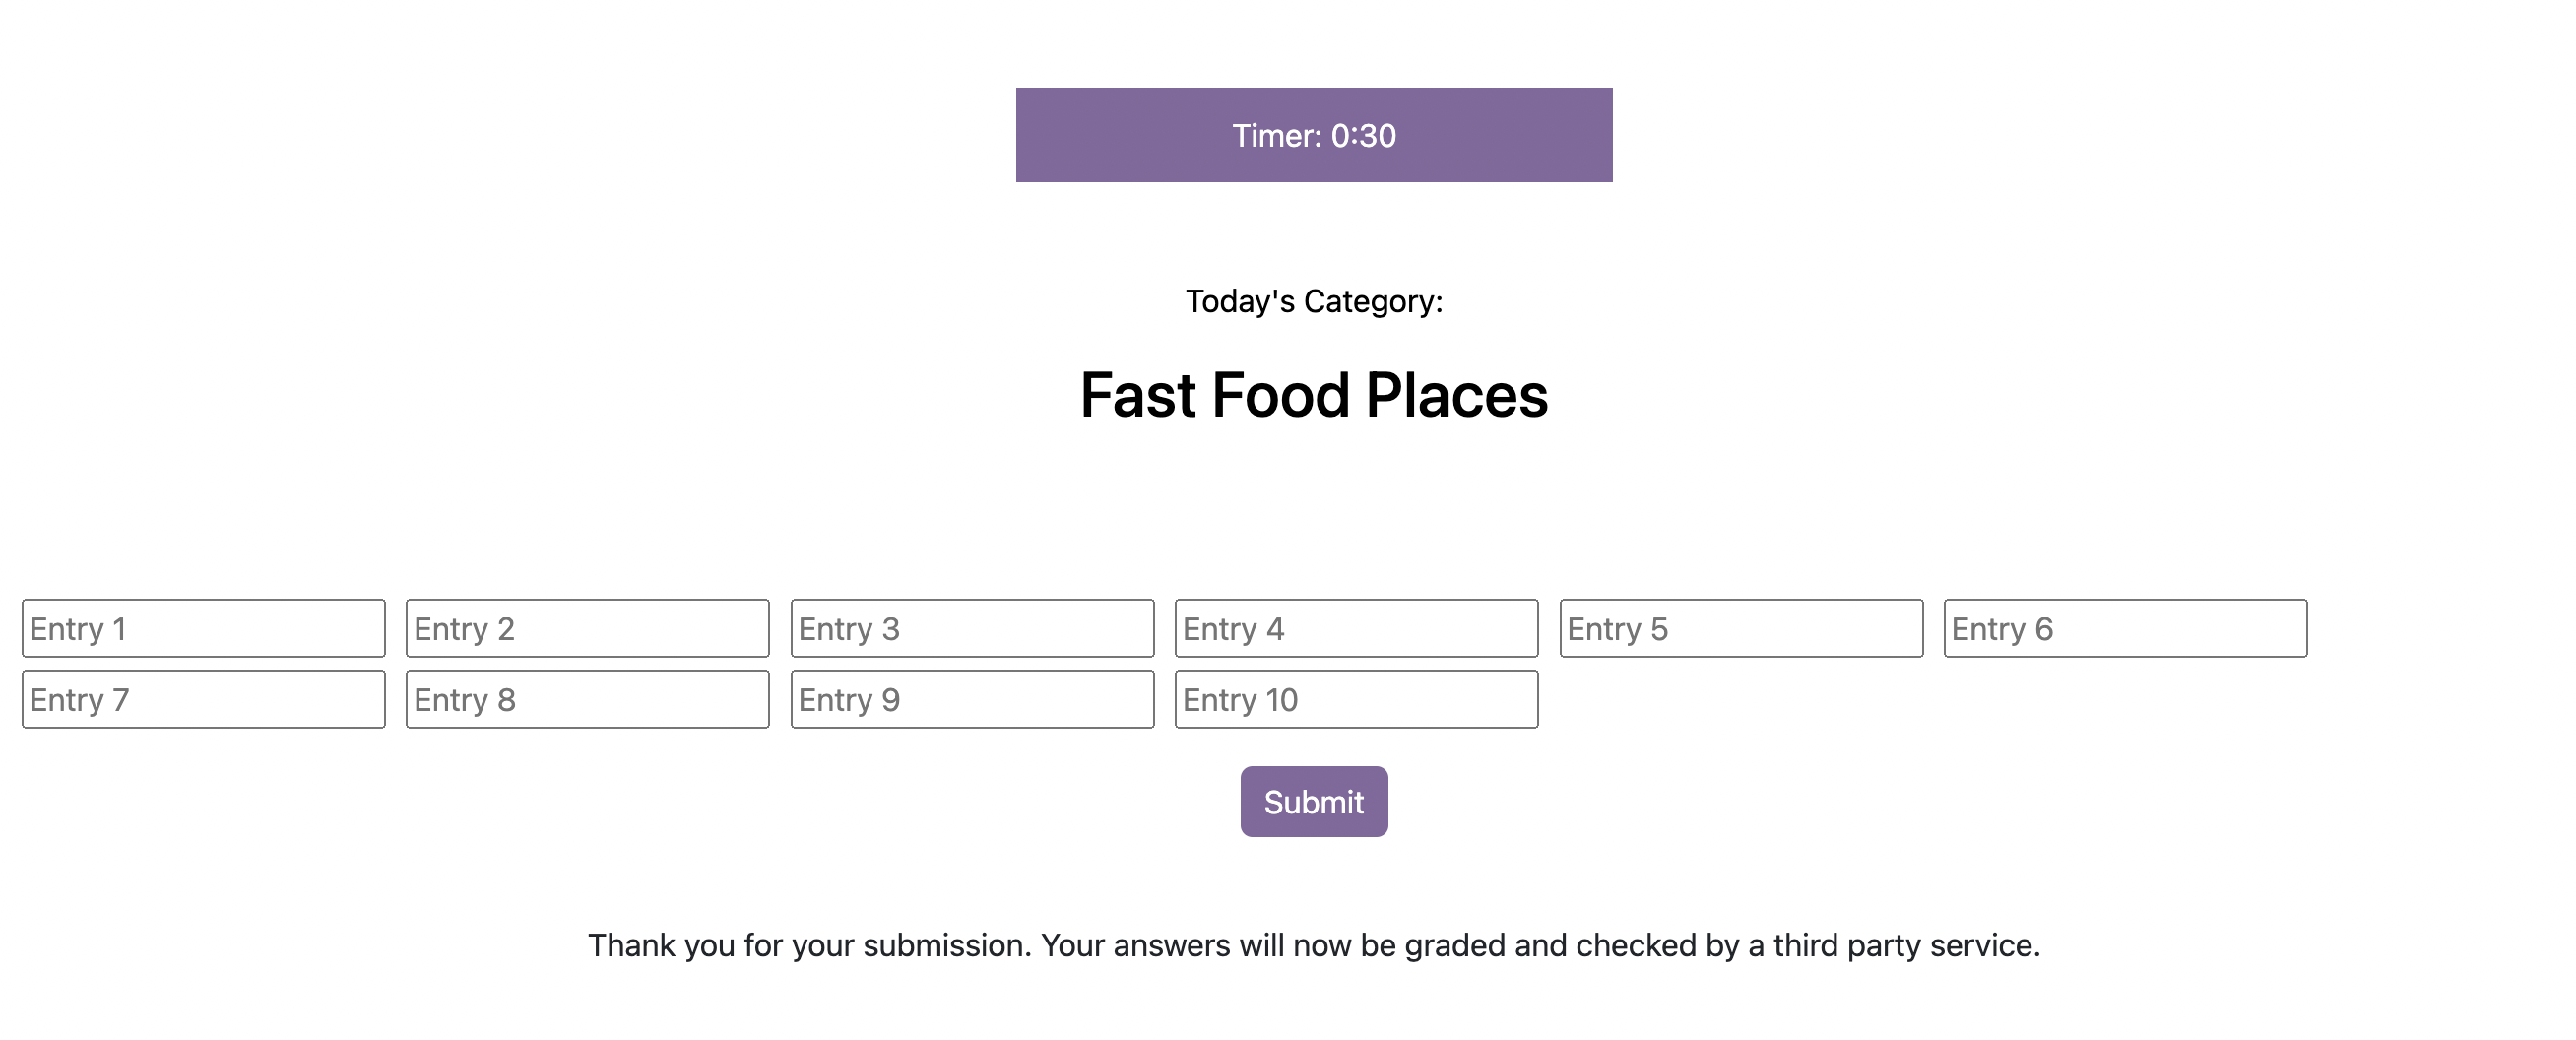 Timer: 0:30
Today's Category:
Fast Food Places
Entry 1 Entry 2 Entry 3 Entry 4 Entry 5 Entry 6
Entry 7 Entry 8 Entry 9 Entry 10
Submit
Thank you for your submission. Your answers will now be graded and checked by a third party service.